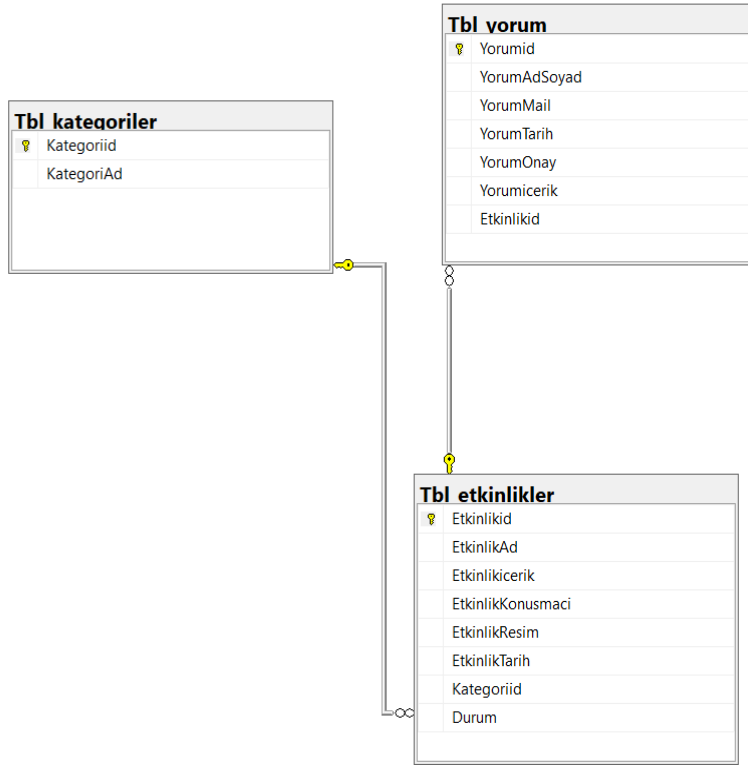 Tbl_yorum
Yorumid
YorumAdSoyad
YorumMail
YorumTarih
YorumOnay
Yorumicerik
Etkinlikid
Tbl_kategoriler
Kategoriid
KategoriAd
Tbl_etkinlikler
Etkinlikid
EtkinlikAd
Etkinlikicerik
EtkinlikKonusmaci
EtkinlikResim
EtkinlikTarih
Kategoriid
Durum